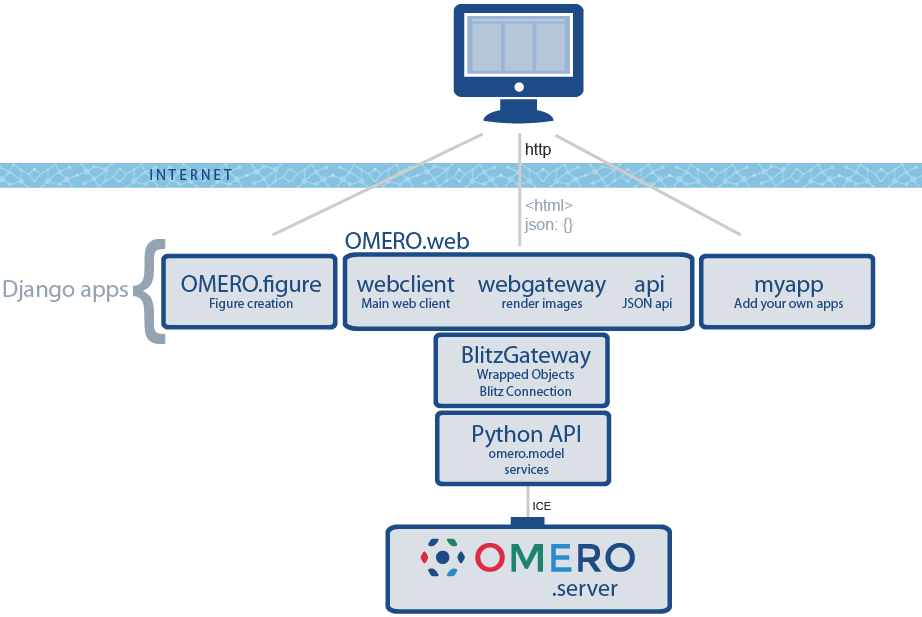 http
INTERNET
<html>
json: {}
OMERO.web
Django apps
OMERO.figure
Figure creation
webclient
Main web client
webgateway
render images
api
JSON api
myapp
Add your own apps
BlitzGateway
Wrapped Objects
Blitz Connection
Python API
omero.model
services
ICE
OMERO
.server